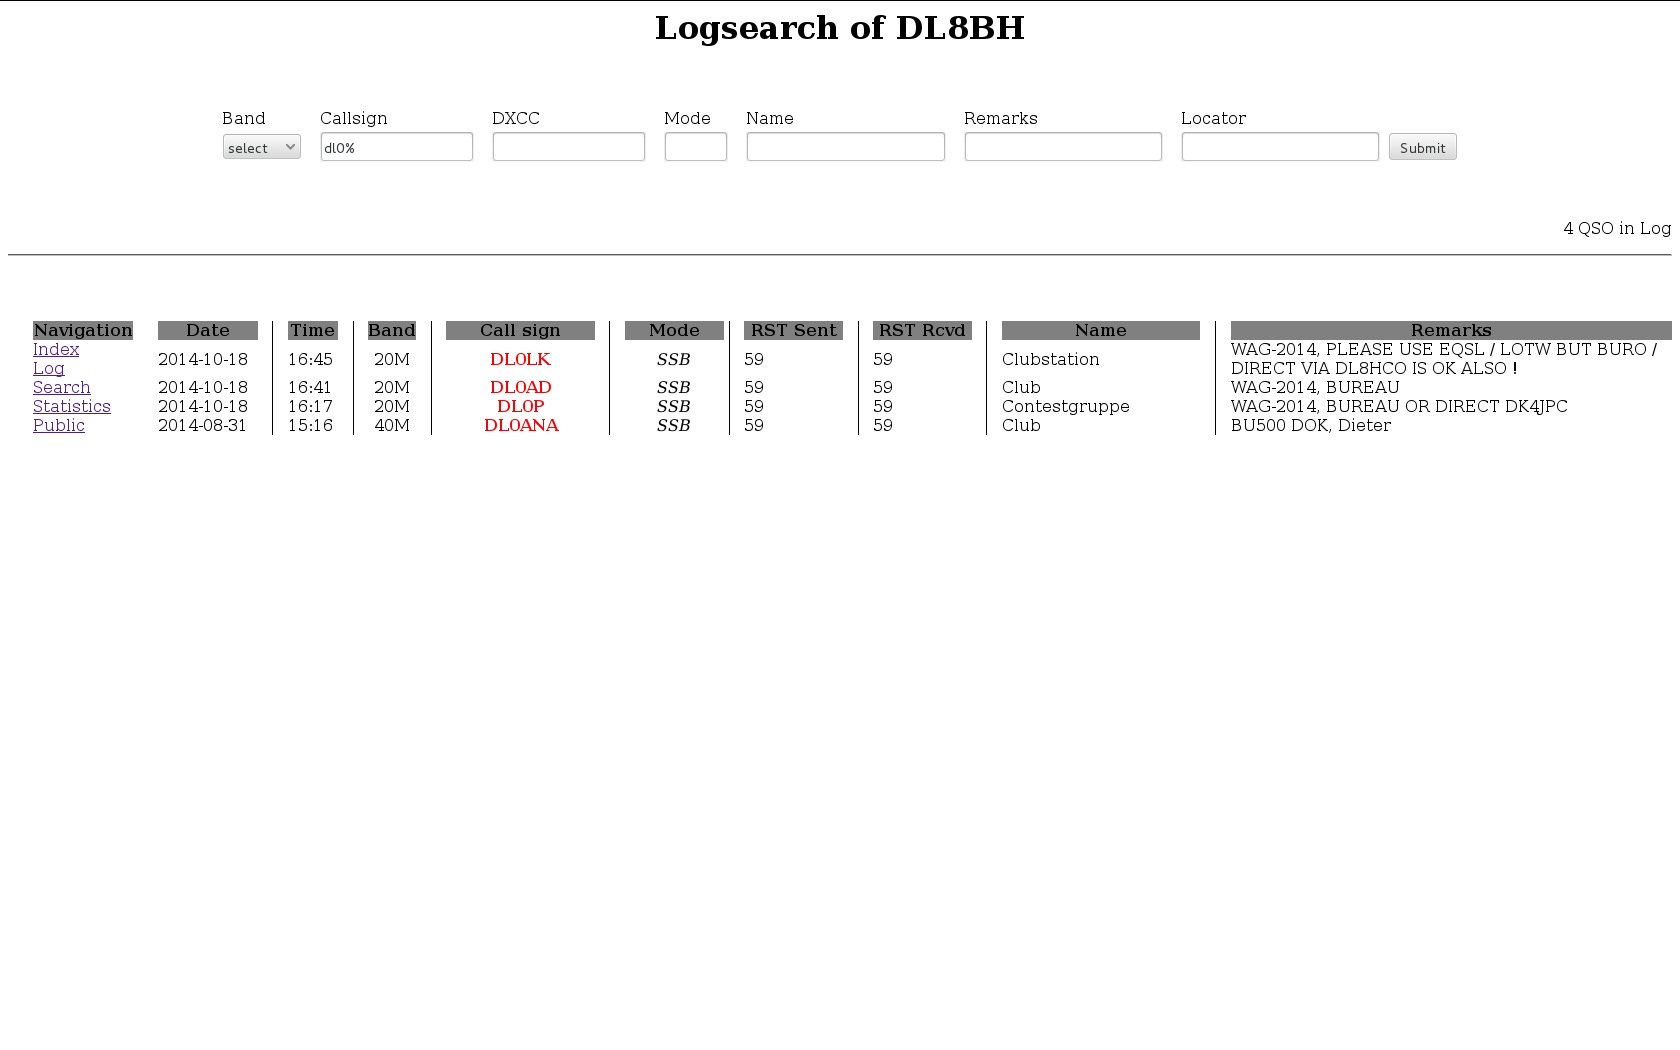 Logsearch of DL8BH
Band Callsign DXCC Mode Name Remarks Locator
select dl0% Submit
4 QSO in Log
Navigation Date Time Band Call sign Mode RST Sent RST Rcvd Name Remarks
Index
Log
Search
Statistics
Public
2014-10-18 16:45 20M DL0LK SSB 59 59 Clubstation WAG-2014, PLEASE USE EQSL / LOTW BUT BURO /
DIRECT VIA DL8HCO IS OK ALSO !
2014-10-18 16:41 20M DL0AD SSB 59 59 Club WAG-2014, BUREAU
2014-10-18 16:17 20M DL0P SSB 59 59 Contestgruppe WAG-2014, BUREAU OR DIRECT DK4JPC
2014-08-31 15:16 40M DL0ANA SSB 59 59 Club BU500 DOK, Dieter